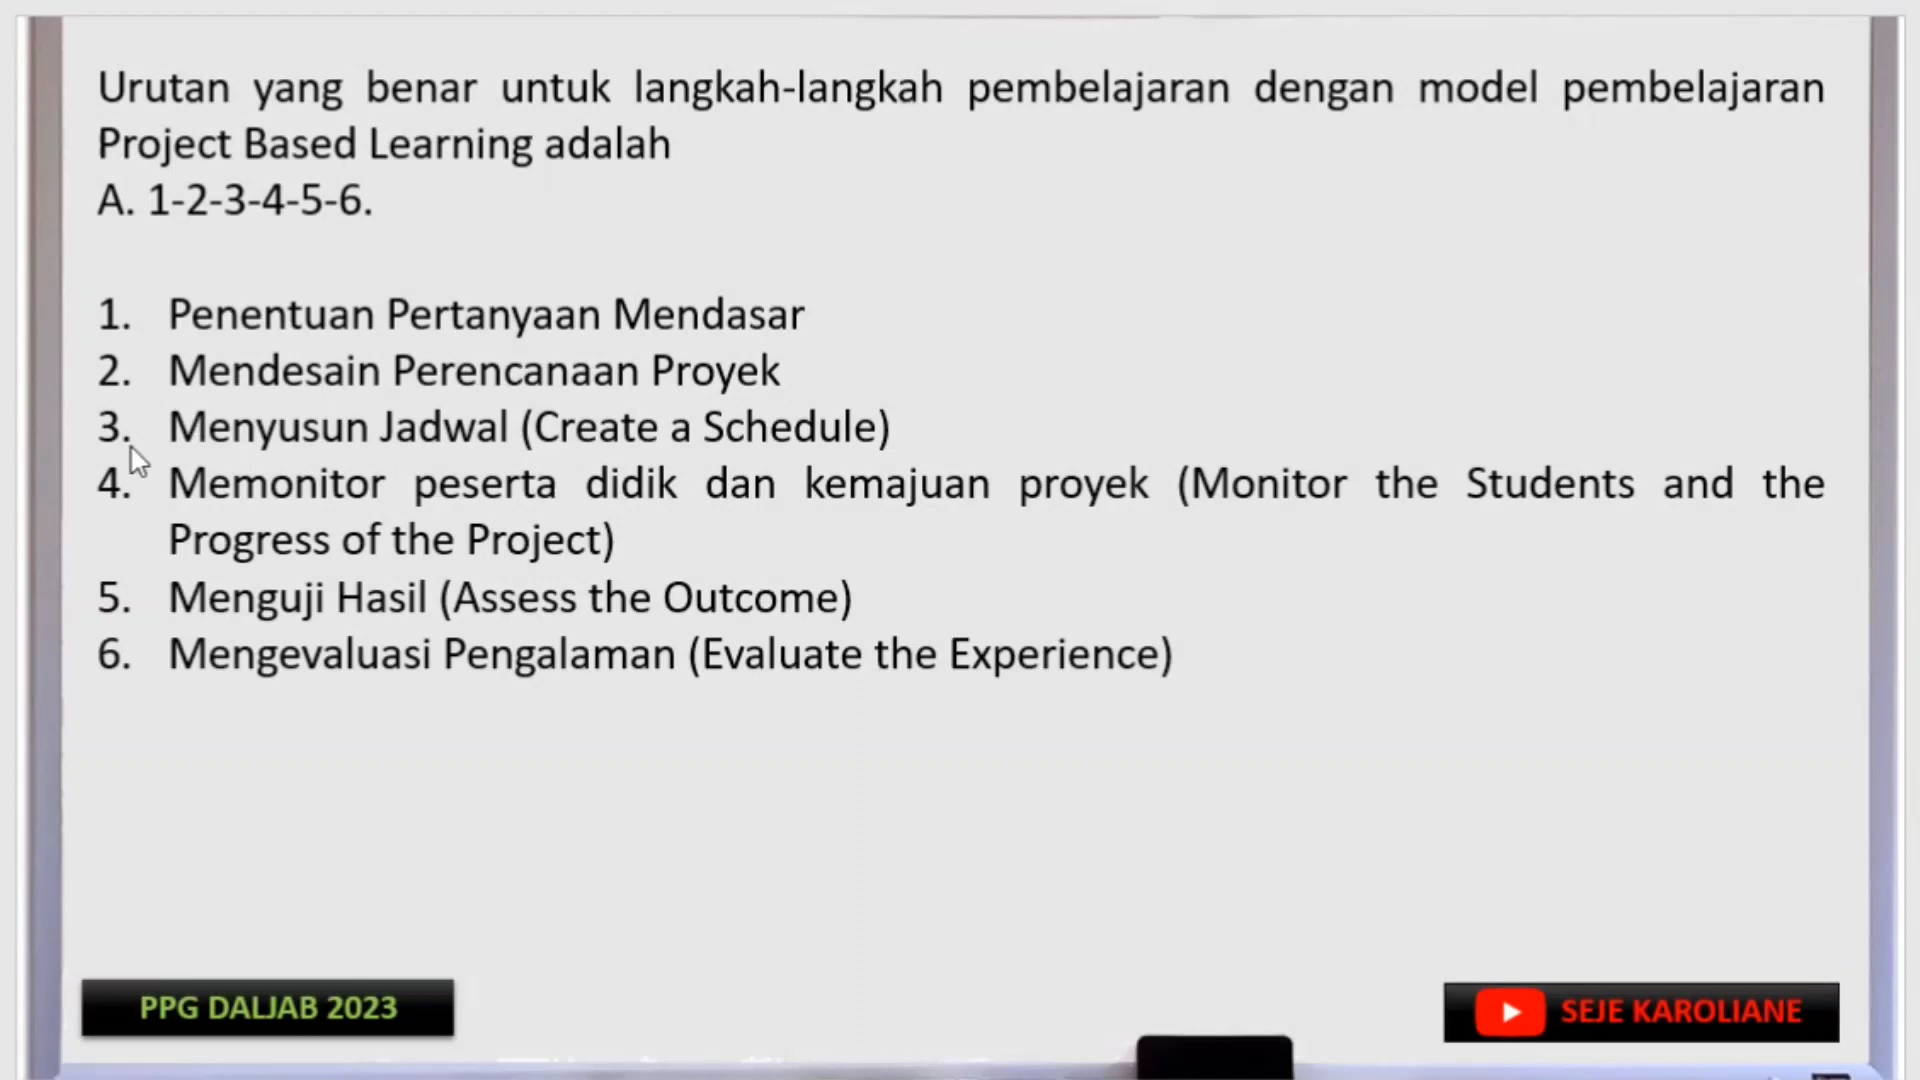 Urutan yang benar untuk langkah-langkah pembelajaran dengan model pembelajaran
Project Based Learning adalah
A. 1-2-3-4-5-6.
1. Penentuan Pertanyaan Mendasar
2. Mendesain Perencanaan Proyek
3. Menyusun Jadwal (Create a Schedule)
4. Memonitor peserta didik dan kemajuan proyek (Monitor the Students and the
Progress of the Project)
5. Menguji Hasil (Assess the Outcome)
6. Mengevaluasi Pengalaman (Evaluate the Experience)
PPG DALJAB 2023
SEJE KAROLIANE